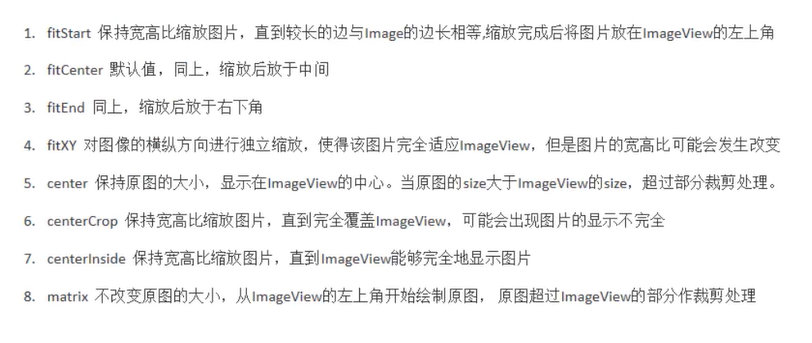 1. fitStart 保持宽高比缩放图片，直到较长的边与Image的边长相等,缩放完成后将图片放在ImageView的左上角
2. fitCenter 默认值，同上，缩放后放于中间
3. fitEnd 同上，缩放后放于右下角
4. fitXY 对图像的横纵方向进行独立缩放，使得该图片完全适应ImageView，但是图片的宽高比可能会发生改变
5. center 保持原图的大小，显示在ImageView的中心。当原图的size大于ImageView的size，超过部分裁剪处理。
6. centerCrop 保持宽高比缩放图片，直到完全覆盖ImageView，可能会出现图片的显示不完全
7. centerInside 保持宽高比缩放图片，直到ImageView能够完全地显示图片
8. matrix 不改变原图的大小，从ImageView的左上角开始绘制原图， 原图超过ImageView的部分作裁剪处理